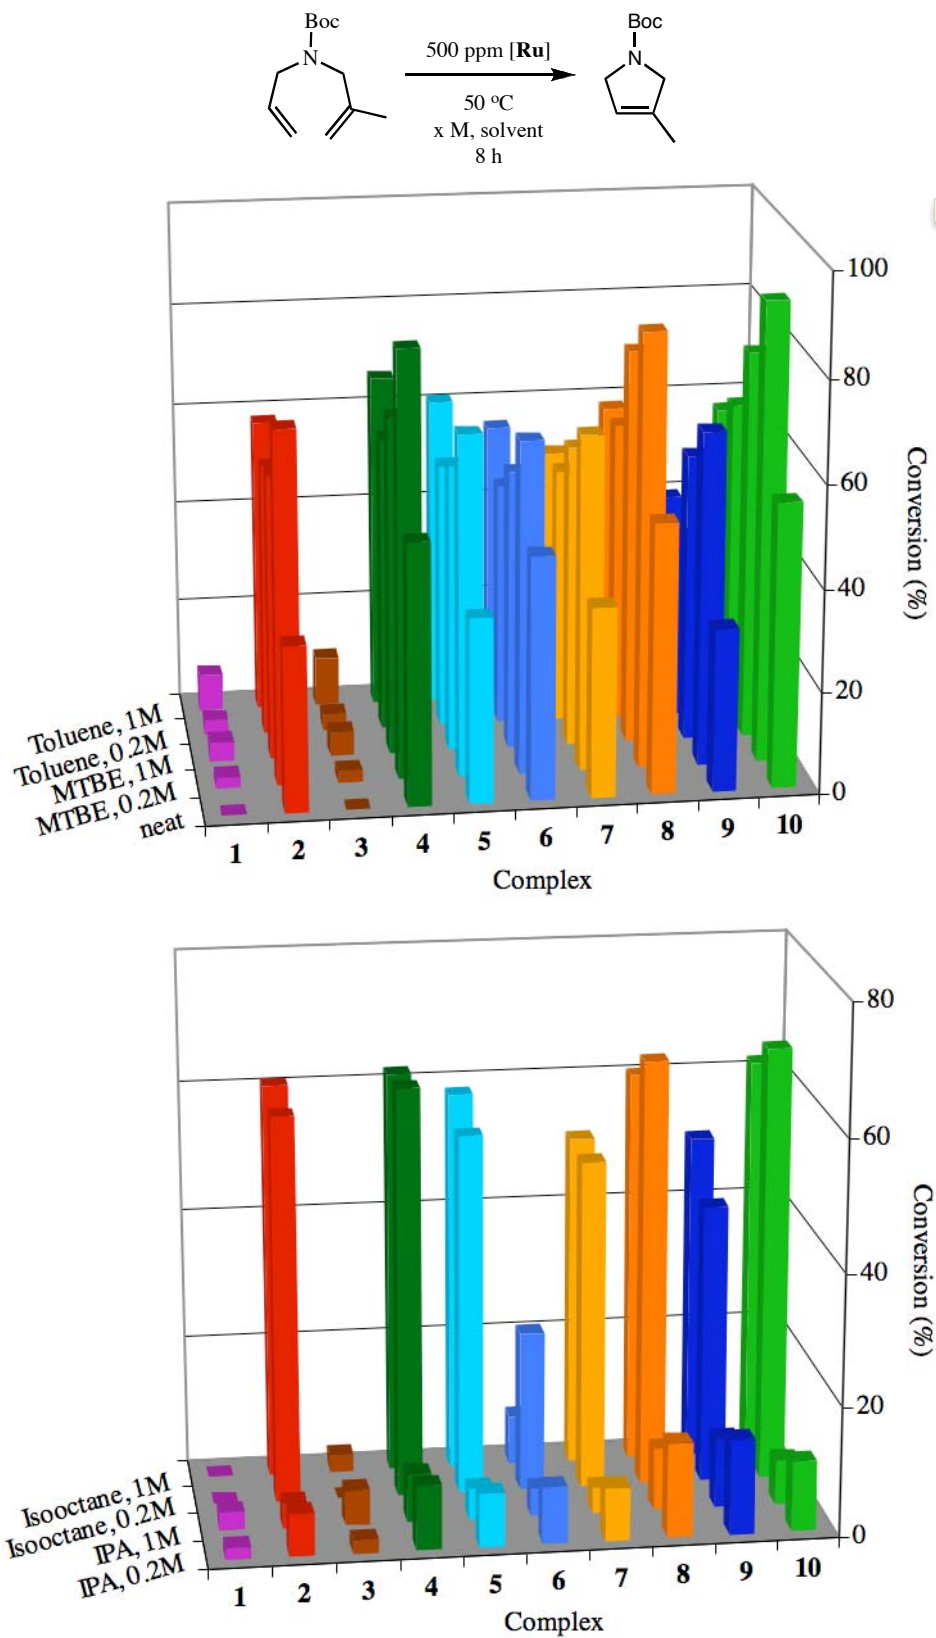 Boc
N
500 ppm [Ru]
50 °C
x M, solvent
8 h
Boc
N
100
80
60
40
20
0
Conversion (%)
Toluene, 1M
Toluene, 0.2M
MTBE, 1M
MTBE, 0.2M
neat
1 2 3 4 5 6 7 8 9 10
Complex
80
60
40
20
0
Conversion (%)
Isooctane, 1M
Isooctane, 0.2M
IPA, 1M
IPA, 0.2M
1 2 3 4 5 6 7 8 9 10
Complex